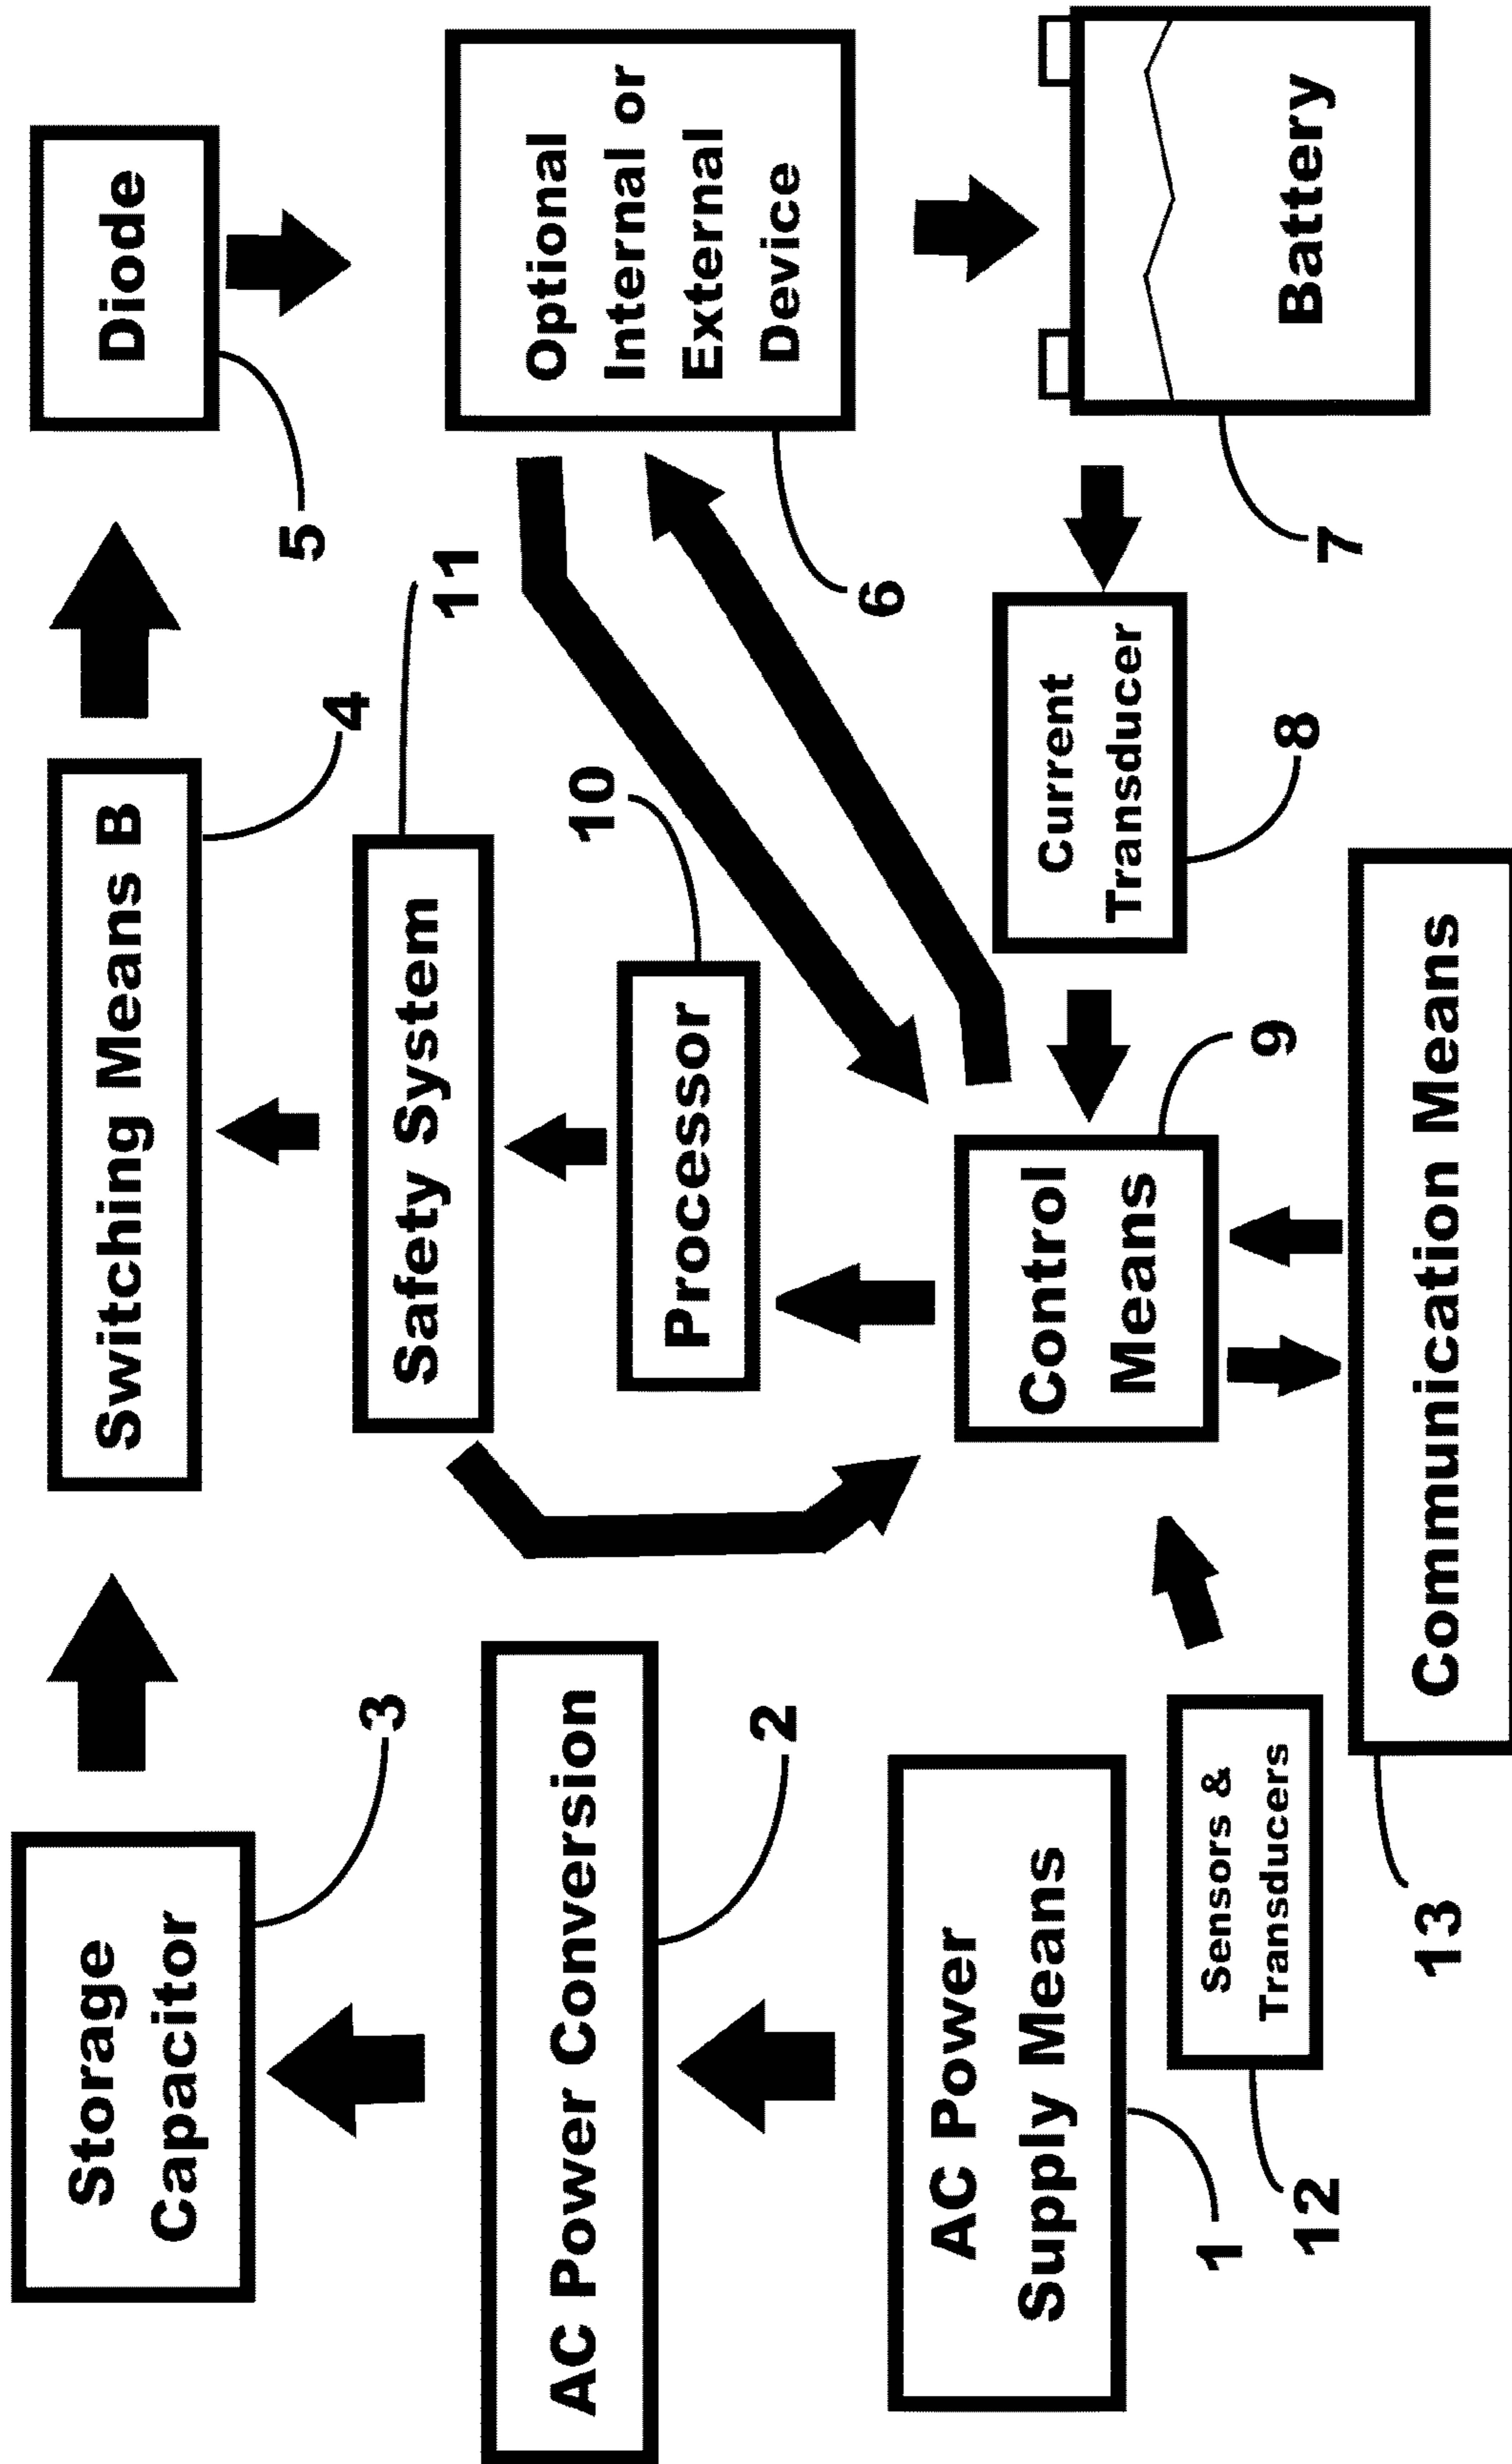 Storage
Capacitor
3
Switching Means B
4
Diode
5
AC Power Conversion
2
Safety System
11
Processor
10
Optional
Internal or
External
Device
6
AC Power
Supply Means
1
Control
Means
9
Current
Transducer
8
Battery
7
Sensors &
Transducers
12
Communication Means
13